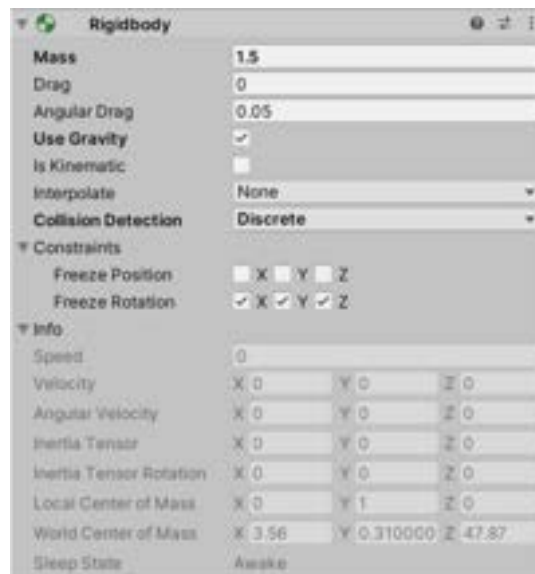 Rigidbody
Mass 1.5
Drag 0
Angular Drag 0.05
Use Gravity
Is Kinematic
Interpolate None
Collision Detection Discrete
Constraints
Freeze Position X Y Z
Freeze Rotation X Y Z
Info
Speed 0
Velocity X 0 Y 0 Z 0
Angular Velocity X 0 Y 0 Z 0
Inertia Tensor X 0 Y 0 Z 0
Inertia Tensor Rotation X 0 Y 0 Z 0
Local Center of Mass X 0 Y 1 Z 0
World Center of Mass X 3.56 Y 0.310000 Z 47.87
Sleep State Awake